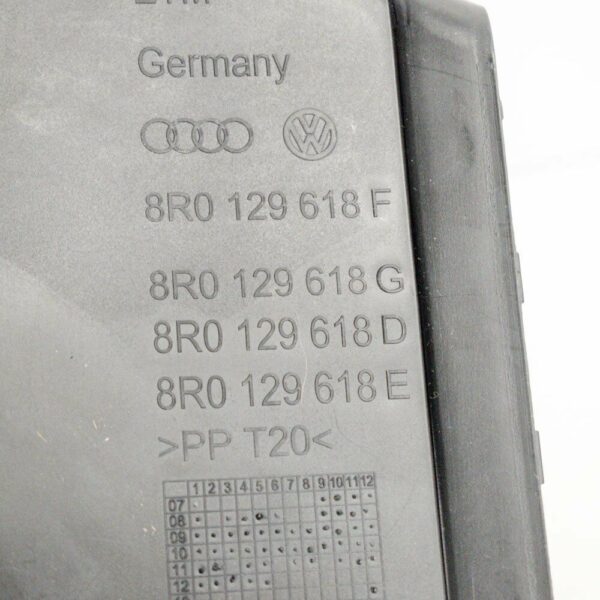 Germany
VW
8R0 129 618 F
8R0 129 618 G
8R0 129 618 D
8R0 129 618 E
>PP T20<
1 2 3 4 5 6 7 8 9 10 11 12
07
08
09
10
11
12